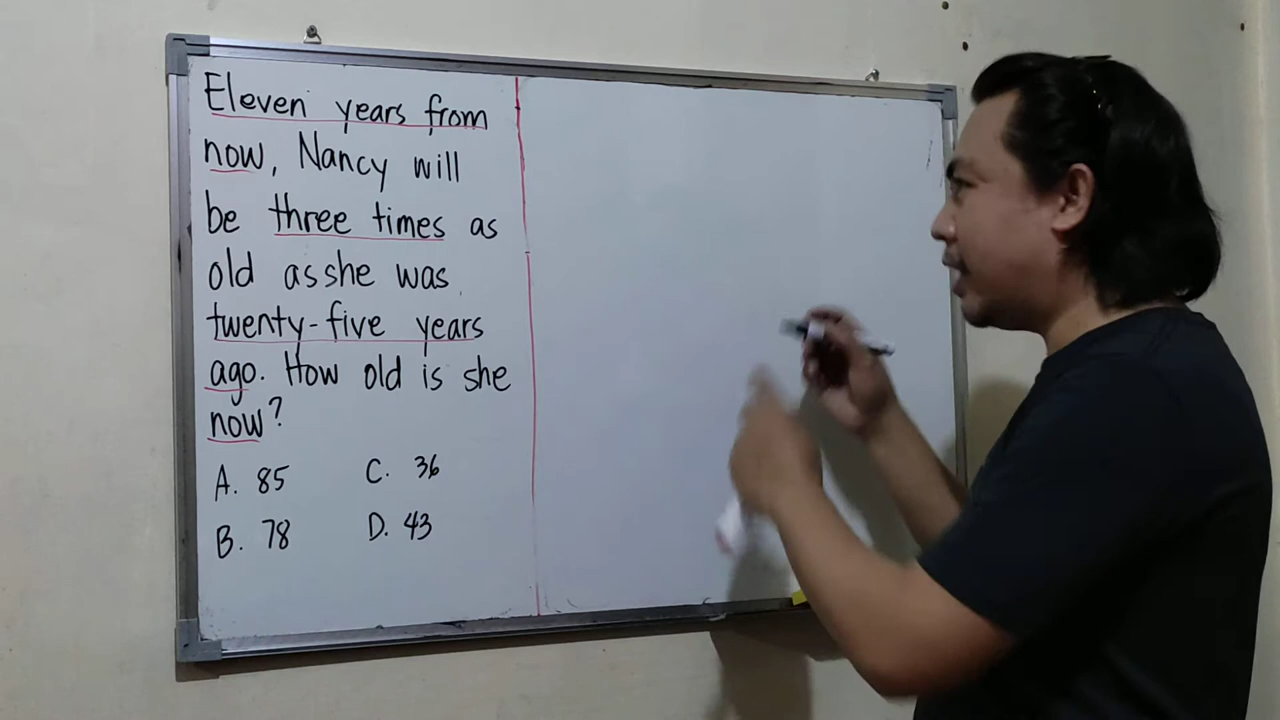 Eleven years from
now, Nancy will
be three times as
old as she was
twenty-five years
ago. How old is she
now?
A. 85 C. 36
B. 78 D. 43